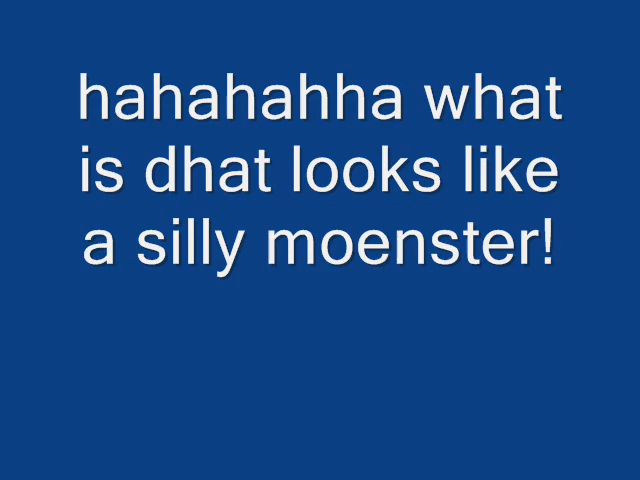 hahahahha what
is dhat looks like
a silly moenster!